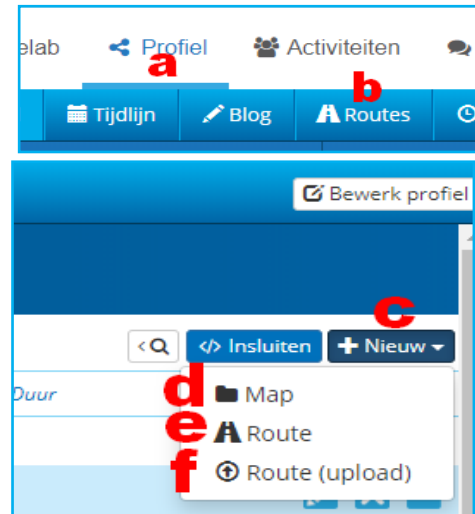 elab Profiel Activiteiten
a
b
Tijdlijn Blog Routes
Bewerk profiel
c
Insluiten Nieuw
Duur
d Map
e Route
f Route (upload)